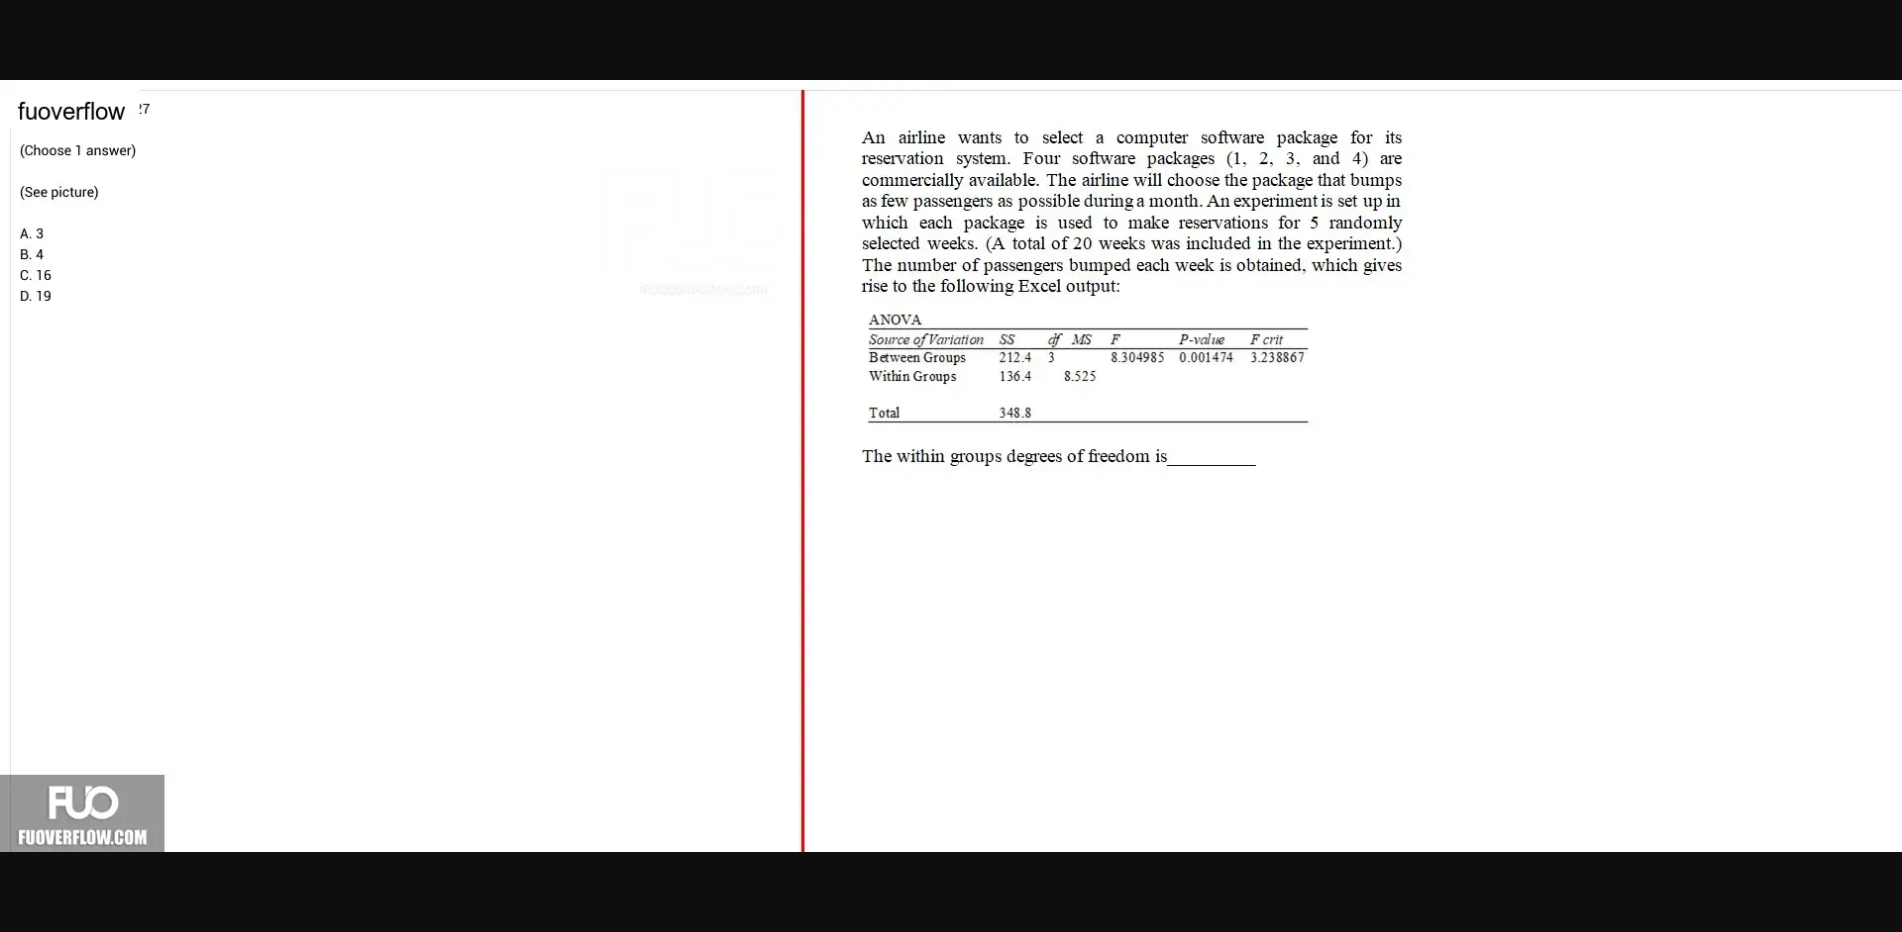 fuoverflow 27
(Choose 1 answer)
(See picture)
A. 3
B. 4
C. 16
D. 19
FUOVERFLOW.COM
An airline wants to select a computer software package for its
reservation system. Four software packages (1, 2, 3, and 4) are
commercially available. The airline will choose the package that bumps
as few passengers as possible during a month. An experiment is set up in
which each package is used to make reservations for 5 randomly
selected weeks. (A total of 20 weeks was included in the experiment.)
The number of passengers bumped each week is obtained, which gives
rise to the following Excel output:
ANOVA
Source of Variation SS df MS F P-value F crit
Between Groups 212.4 3 8.304985 0.001474 3.238867
Within Groups 136.4 8.525
Total 348.8
The within groups degrees of freedom is__________
FUO
FUOVERFLOW.COM